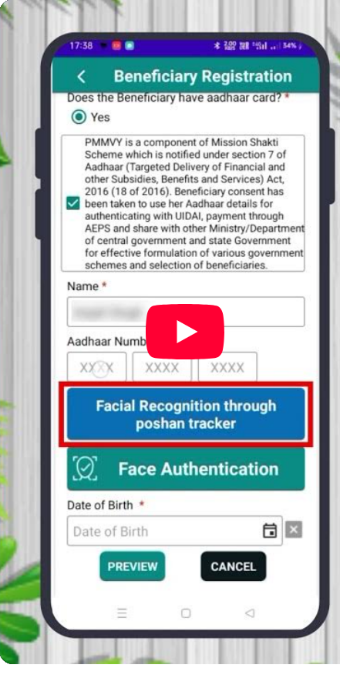 17:38
54%
Beneficiary Registration
Does the Beneficiary have aadhaar card? *
Yes
PMMVY is a component of Mission Shakti
Scheme which is notified under section 7 of
Aadhaar (Targeted Delivery of Financial and
other Subsidies, Benefits and Services) Act,
2016 (18 of 2016). Beneficiary consent has
been taken to use her Aadhaar details for
authenticating with UIDAI, payment through
AEPS and share with other Ministry/Department
of central government and state Government
for effective formulation of various government
schemes and selection of beneficiaries.
Name *
Aadhaar
XXXX XXXX XXXX
Facial Recognition through
poshan tracker
Face Authentication
Date of Birth *
Date of Birth
PREVIEW CANCEL